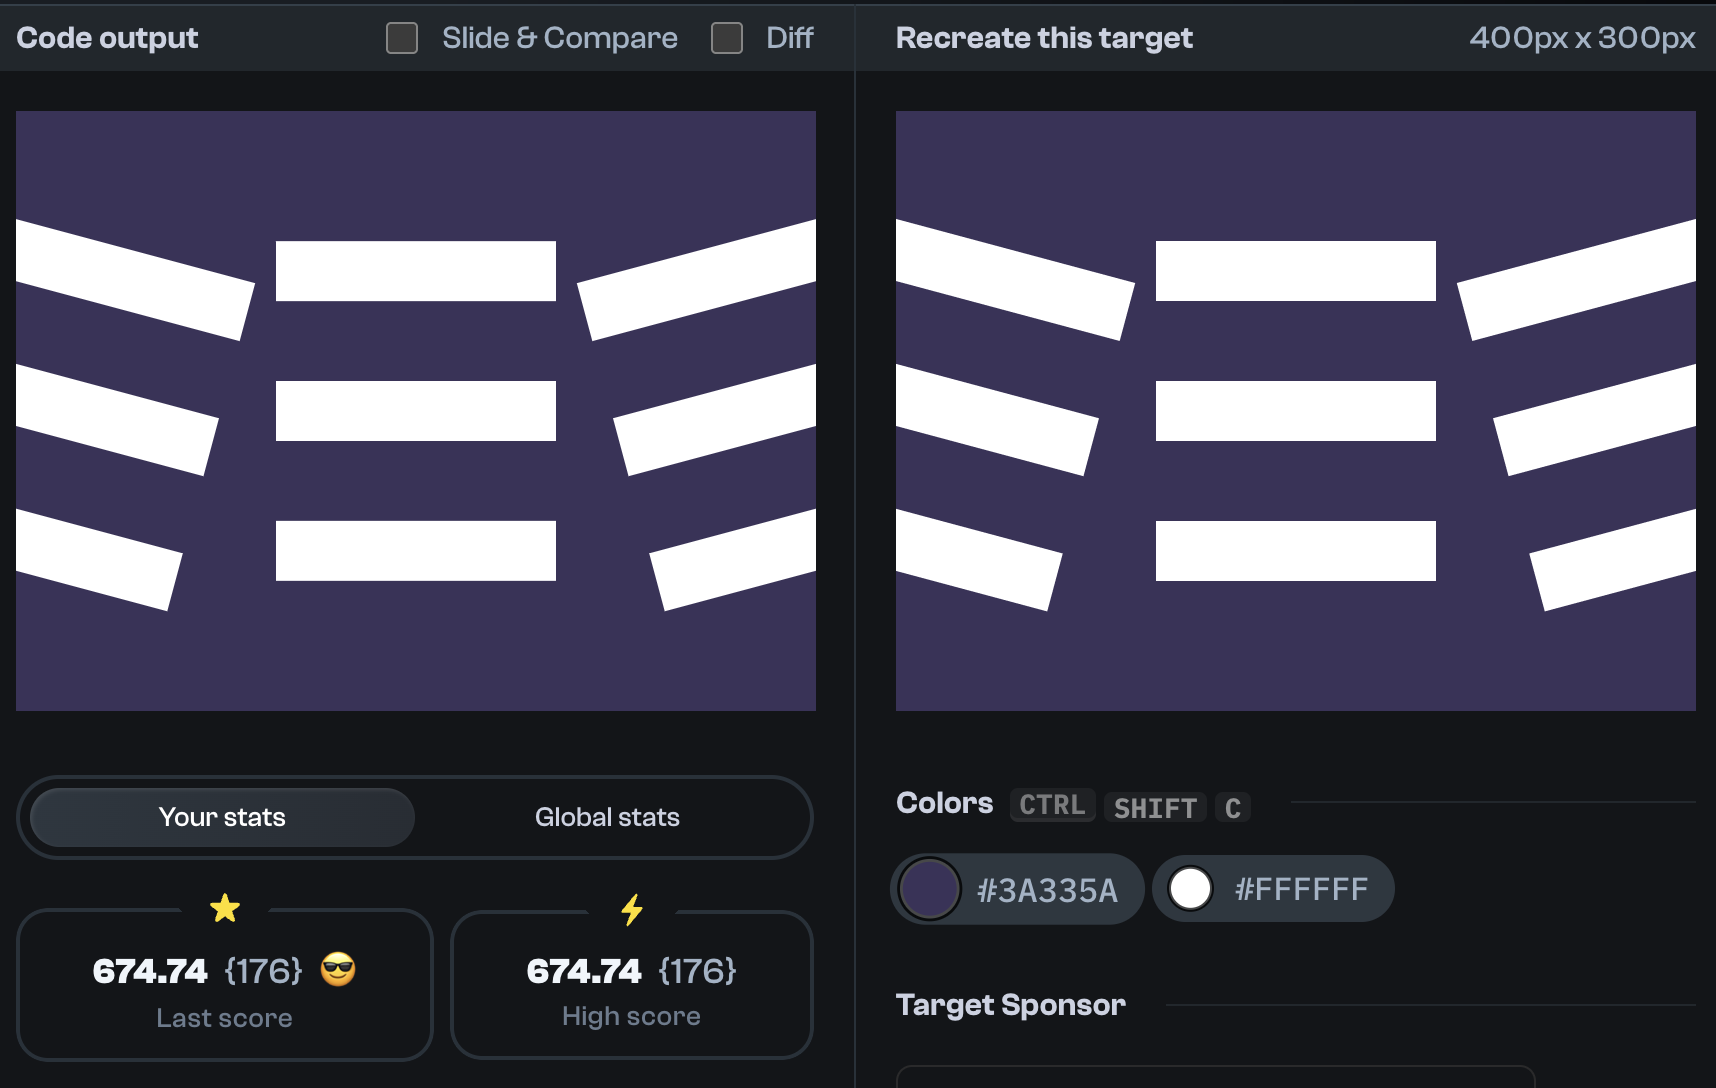 Code output
Slide & Compare
Diff
Recreate this target
400px x 300px
Your stats
Global stats
674.74 {176} 😎
Last score
674.74 {176}
High score
Colors CTRL SHIFT C
#3A335A
#FFFFFF
Target Sponsor